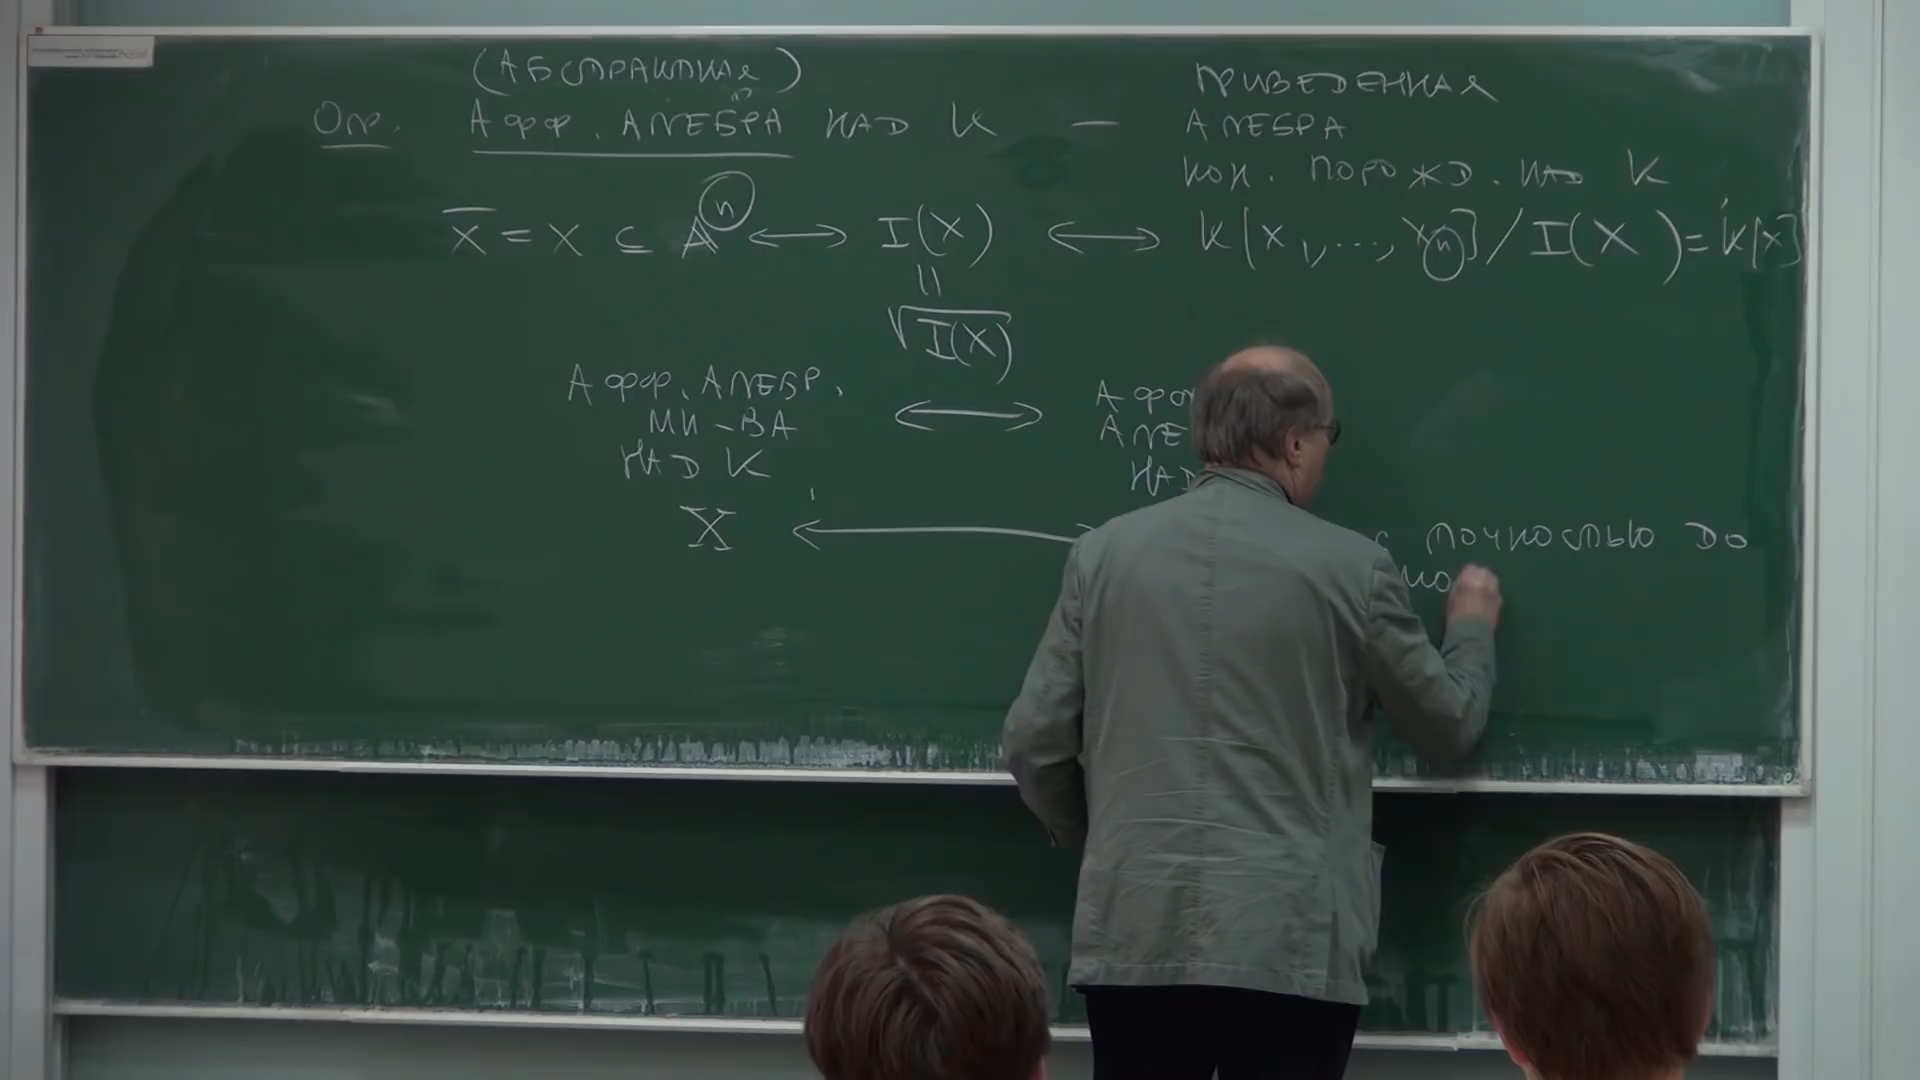 (АБСТРАКТНАЯ)
Опр. Афф. АЛГЕБРА НАД K — ПРИВЕДЕННАЯ
АЛГЕБРА
КОН. ПОРОЖД. НАД K
X̅ = X ⊆ Aⁿ ⟷ I(X) ⟷ K[X₁, ..., Xₙ] / I(X) = K[X]
||
√I(X)
Афф. АЛГЕБР. ⟷
МН-ВА
НАД K НАД
X ⟷ С ТОЧНОСТЬЮ ДО